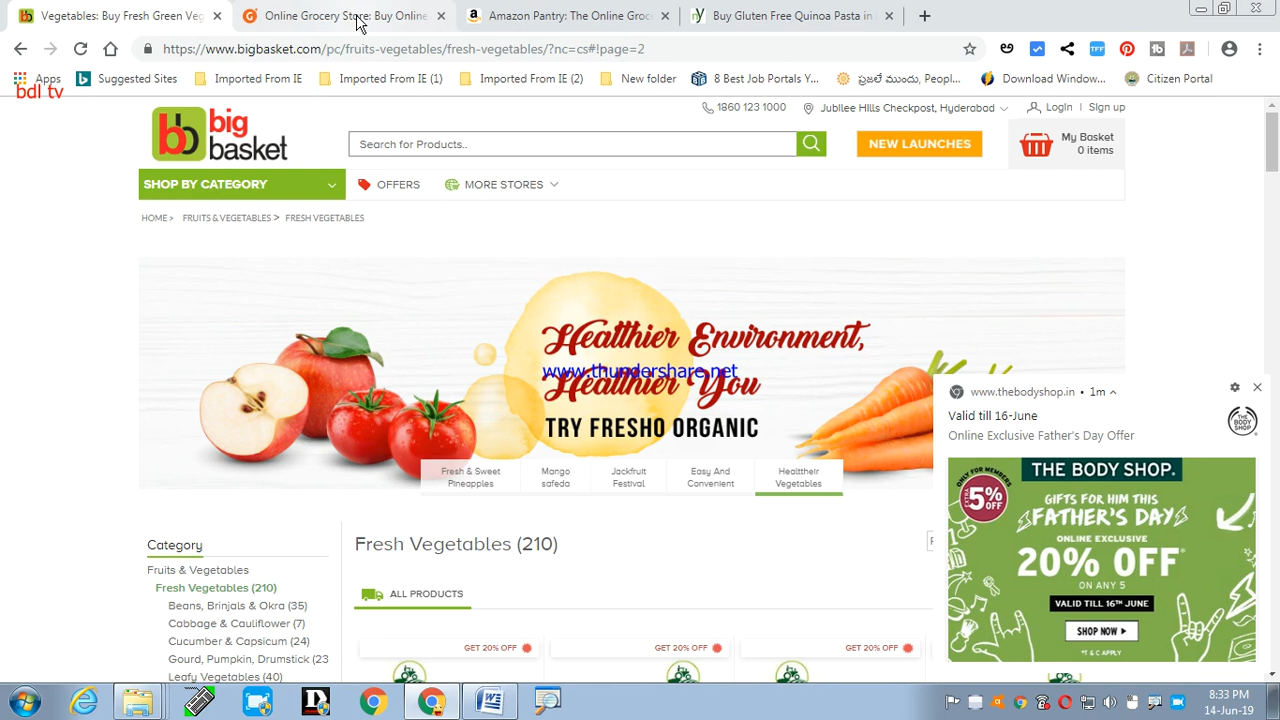 Vegetables: Buy Fresh Green Veg
Online Grocery Store: Buy Online
Amazon Pantry: The Online Groc
Buy Gluten Free Quinoa Pasta in
https://www.bigbasket.com/pc/fruits-vegetables/fresh-vegetables/?nc=cs#!page=2
Apps
Suggested Sites
Imported From IE
Imported From IE (1)
Imported From IE (2)
New folder
8 Best Job Portals Y...
ప్రజలే ముందు, Peopl...
Download Window...
Citizen Portal
bdl tv
1860 123 1000
Jubilee Hills Checkpost, Hyderabad
Login | Sign up
bb big
basket
Search for Products..
NEW LAUNCHES
My Basket
0 items
SHOP BY CATEGORY
OFFERS
MORE STORES
HOME > FRUITS & VEGETABLES > FRESH VEGETABLES
Healthier Environment,
www.thundershare.net
Healthier You
TRY FRESHO ORGANIC
Fresh & Sweet
Pineapples
Mango
safeda
Jackfruit
Festival
Easy And
Convenient
Healttheir
Vegetables
www.thebodyshop.in • 1m
Valid till 16-June
Online Exclusive Father's Day Offer
THE BODY SHOP
THE BODY SHOP.
ONLY FOR MEMBERS
EXTRA
5%
OFF
GIFTS FOR HIM THIS
FATHER'S DAY
ONLINE EXCLUSIVE
20% OFF*
ON ANY 5
VALID TILL 16TH JUNE
SHOP NOW
*T & C APPLY
Category
Fruits & Vegetables
Fresh Vegetables (210)
Beans, Brinjals & Okra (35)
Cabbage & Cauliflower (7)
Cucumber & Capsicum (24)
Gourd, Pumpkin, Drumstick (23
Leafy Vegetables (40)
Fresh Vegetables (210)
ALL PRODUCTS
GET 20% OFF
GET 20% OFF
GET 20% OFF
8:33 PM
14-Jun-19